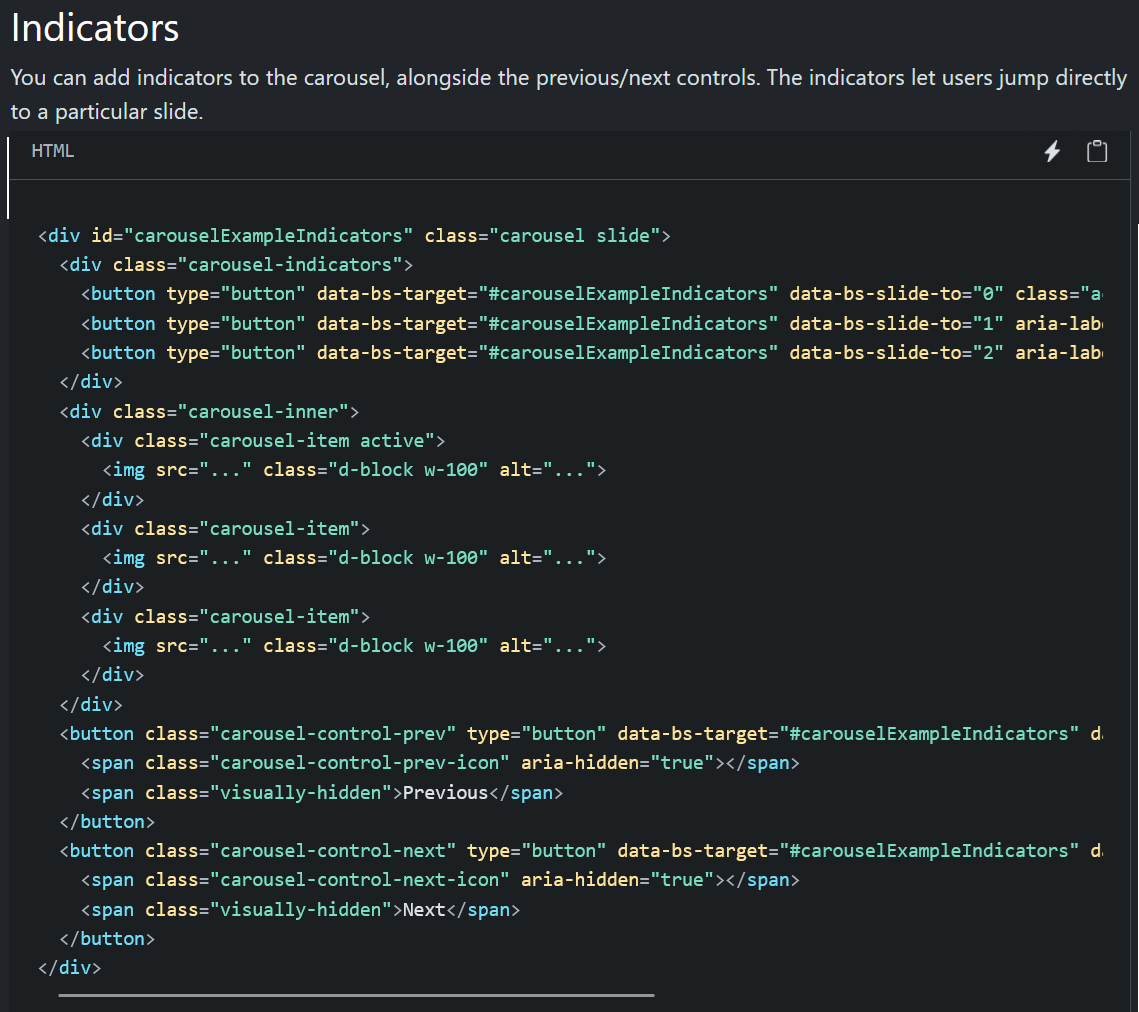 Indicators
You can add indicators to the carousel, alongside the previous/next controls. The indicators let users jump directly
to a particular slide.
HTML
<div id="carouselExampleIndicators" class="carousel slide">
  <div class="carousel-indicators">
    <button type="button" data-bs-target="#carouselExampleIndicators" data-bs-slide-to="0" class="a
    <button type="button" data-bs-target="#carouselExampleIndicators" data-bs-slide-to="1" aria-lab
    <button type="button" data-bs-target="#carouselExampleIndicators" data-bs-slide-to="2" aria-lab
  </div>
  <div class="carousel-inner">
    <div class="carousel-item active">
      <img src="..." class="d-block w-100" alt="...">
    </div>
    <div class="carousel-item">
      <img src="..." class="d-block w-100" alt="...">
    </div>
    <div class="carousel-item">
      <img src="..." class="d-block w-100" alt="...">
    </div>
  </div>
  <button class="carousel-control-prev" type="button" data-bs-target="#carouselExampleIndicators" d
    <span class="carousel-control-prev-icon" aria-hidden="true"></span>
    <span class="visually-hidden">Previous</span>
  </button>
  <button class="carousel-control-next" type="button" data-bs-target="#carouselExampleIndicators" d
    <span class="carousel-control-next-icon" aria-hidden="true"></span>
    <span class="visually-hidden">Next</span>
  </button>
</div>